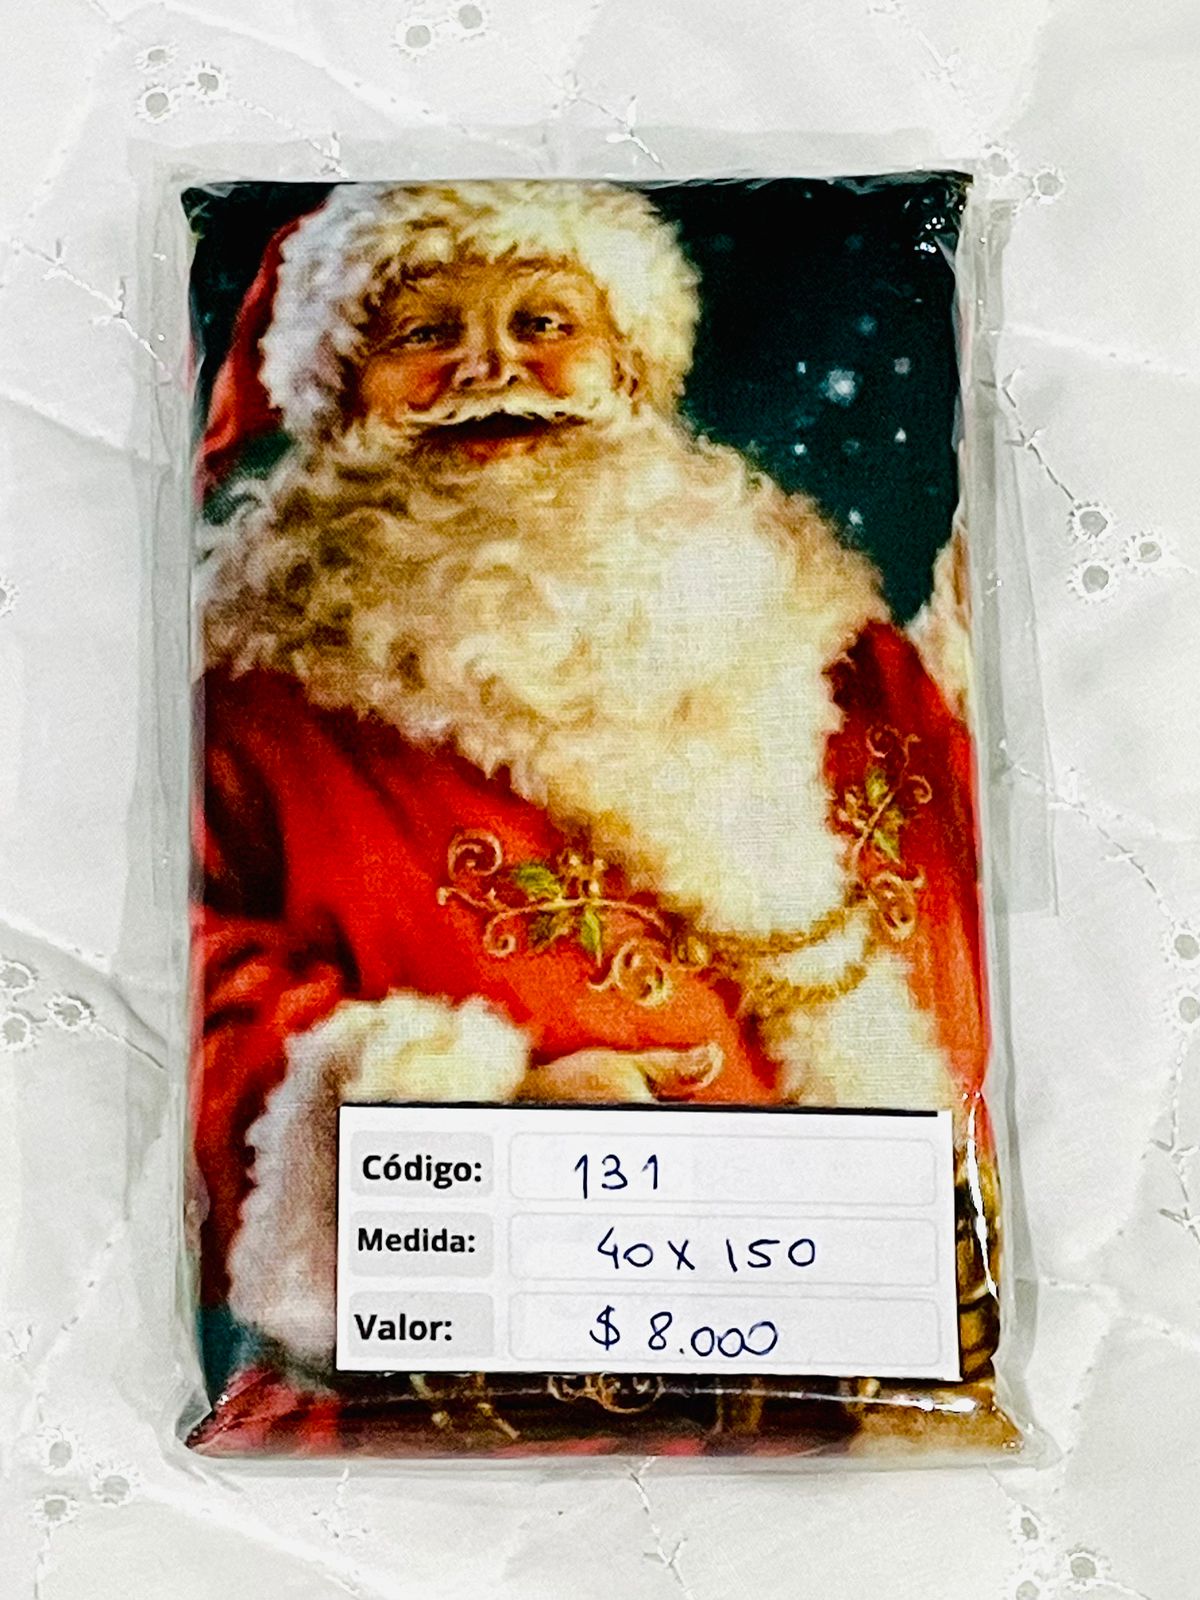 Código: 131
Medida: 40 x 150
Valor: $ 8.000